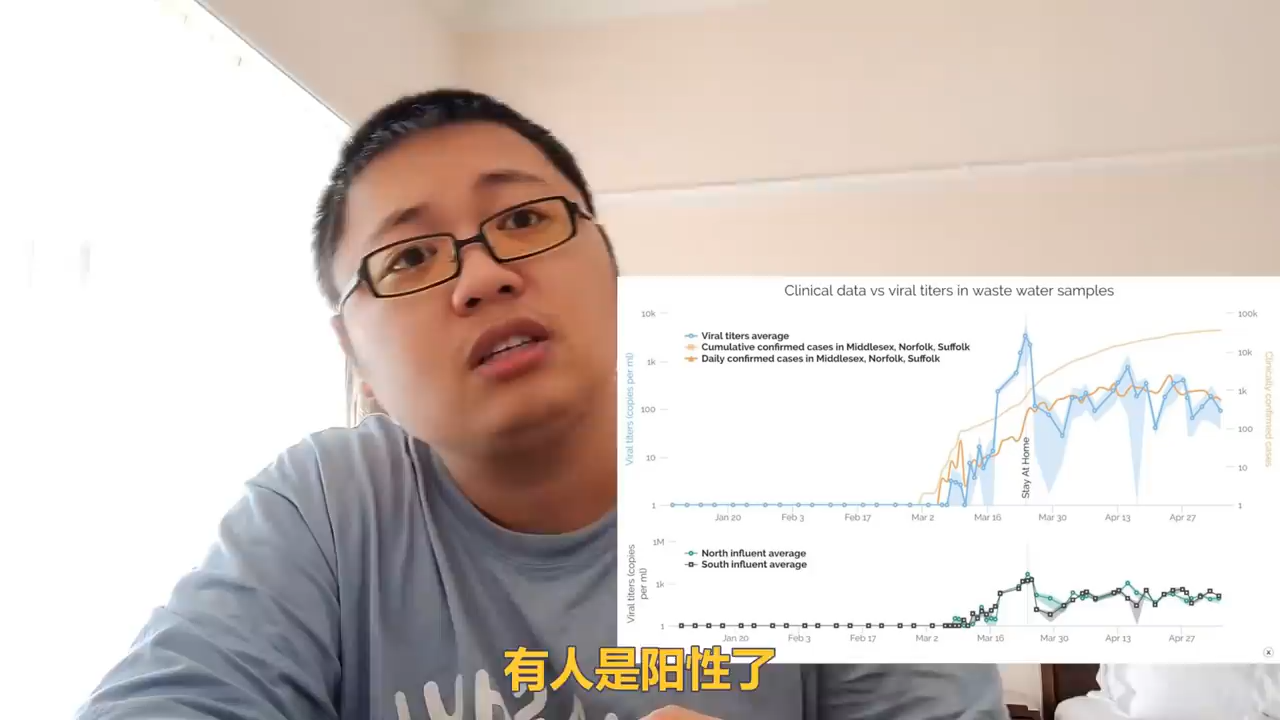 Clinical data vs viral titers in waste water samples
10k
1k
100
10
1
Viral titers (copies per ml)
Viral titers average
Cumulative confirmed cases in Middlesex, Norfolk, Suffolk
Daily confirmed cases in Middlesex, Norfolk, Suffolk
Stay At Home
100k
10k
1k
100
10
1
Clinically confirmed cases
Jan 20 Feb 3 Feb 17 Mar 2 Mar 16 Mar 30 Apr 13 Apr 27
1M
1k
1
Viral titers (copies
per ml)
North influent average
South influent average
Jan 20 Feb 3 Feb 17 Mar 2 Mar 16 Mar 30 Apr 13 Apr 27
有人是阳性了